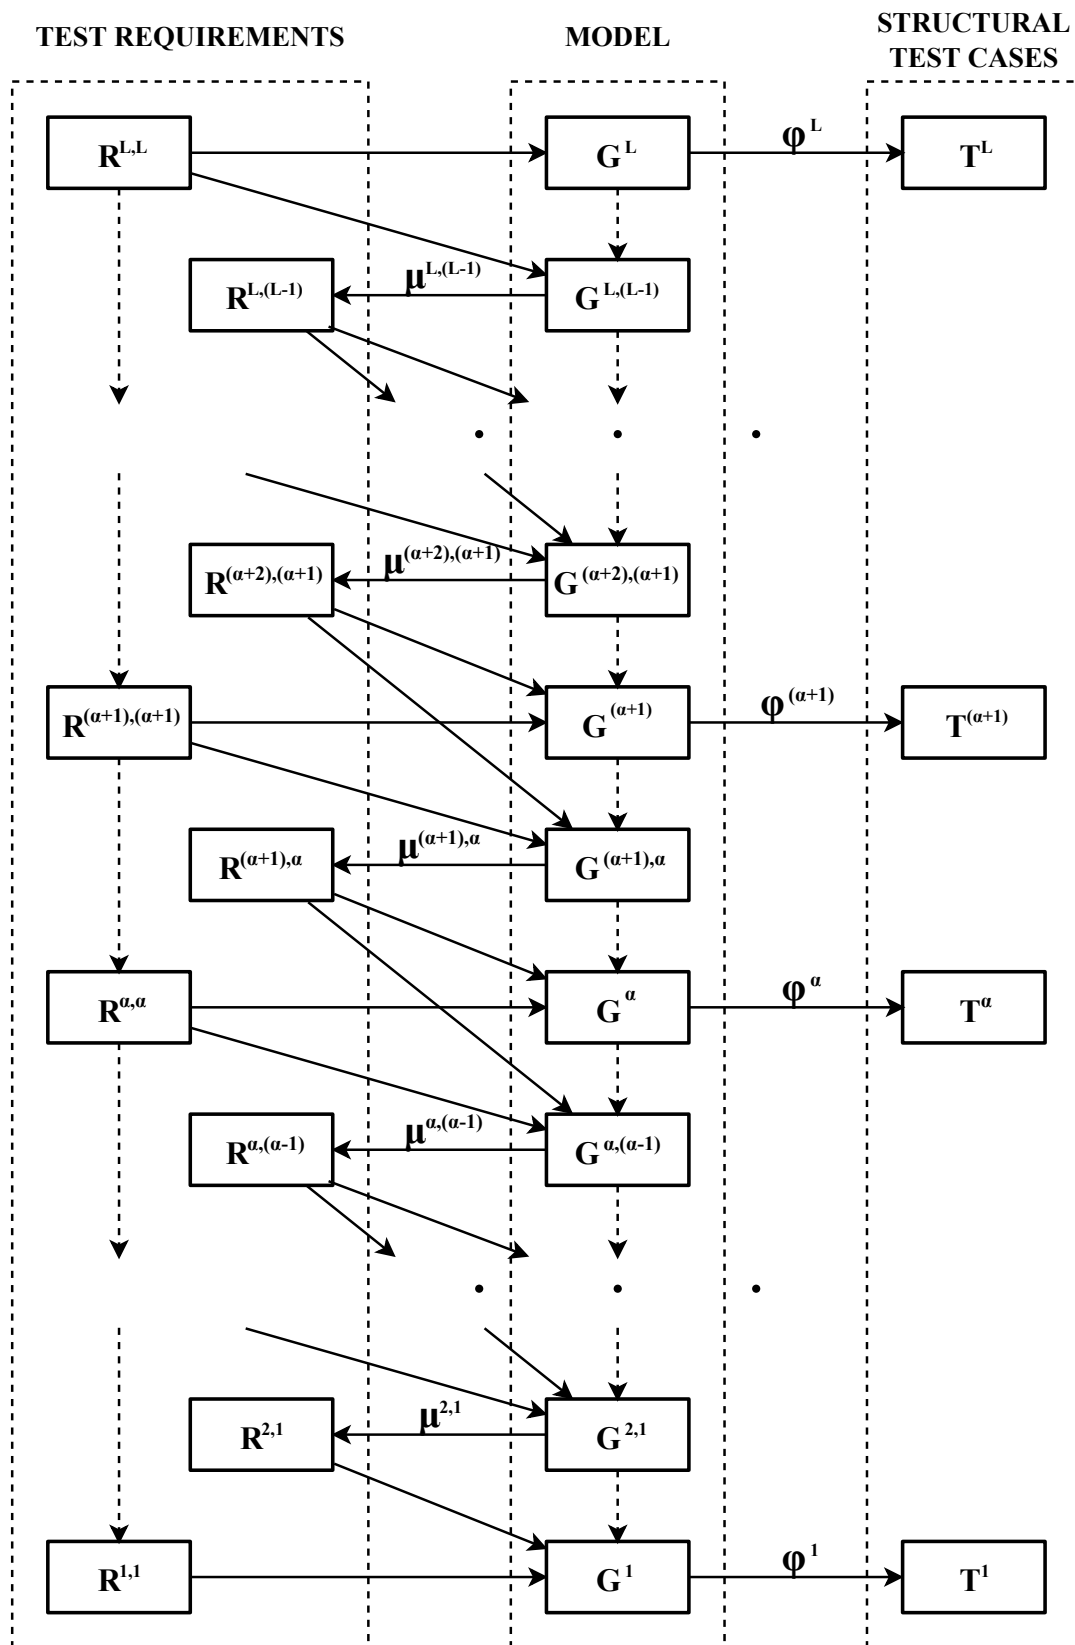 TEST REQUIREMENTS MODEL STRUCTURAL
TEST CASES
R^{L,L} G^{L} φ^{L} T^{L}
R^{L,(L-1)} μ^{L,(L-1)} G^{L,(L-1)}
. . .
R^{(α+2),(α+1)} μ^{(α+2),(α+1)} G^{(α+2),(α+1)}
R^{(α+1),(α+1)} G^{(α+1)} φ^{(α+1)} T^{(α+1)}
R^{(α+1),α} μ^{(α+1),α} G^{(α+1),α}
R^{α,α} G^{α} φ^{α} T^{α}
R^{α,(α-1)} μ^{α,(α-1)} G^{α,(α-1)}
. . .
R^{2,1} μ^{2,1} G^{2,1}
R^{1,1} G^{1} φ^{1} T^{1}